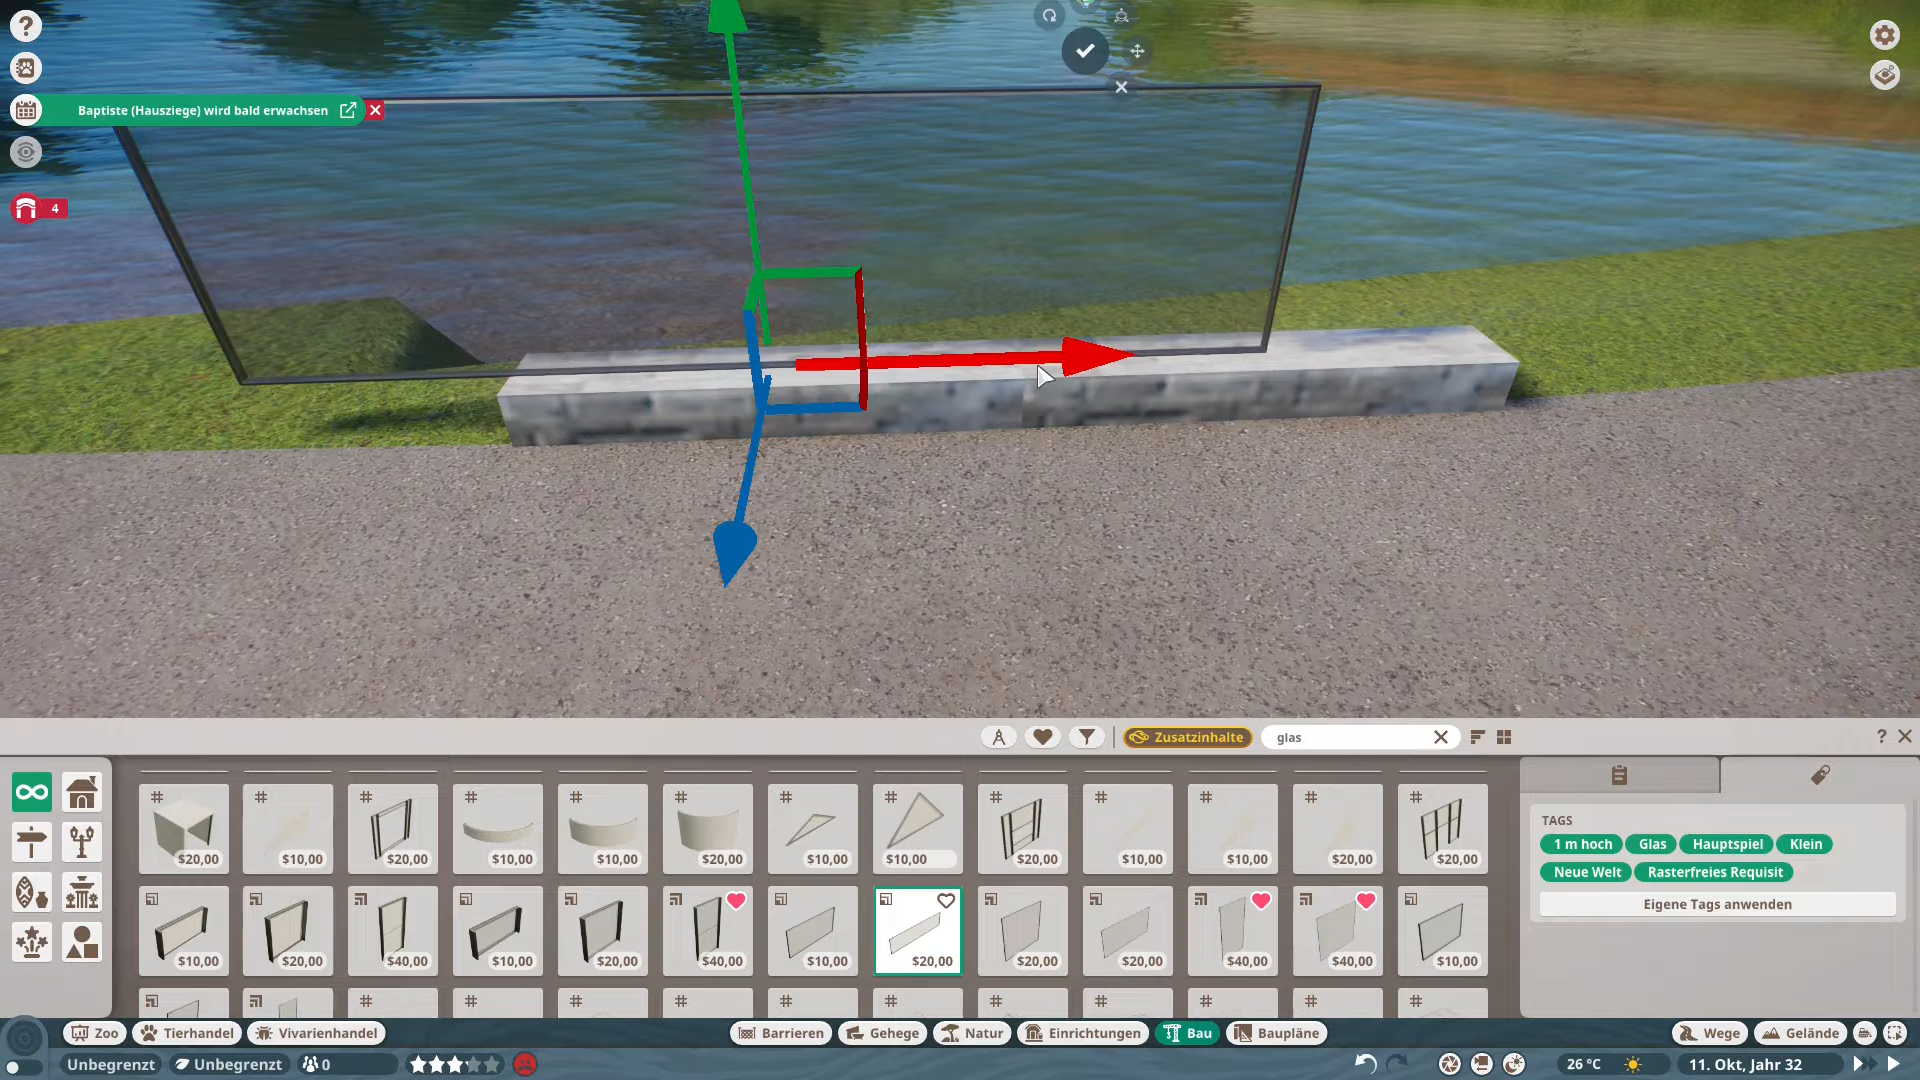 ?
Baptiste (Hausziege) wird bald erwachsen
4
Zusatzinhalte
glas
?
$20,00
$10,00
$20,00
$10,00
$10,00
$20,00
$10,00
$10,00
$20,00
$10,00
$10,00
$20,00
$20,00
$10,00
$20,00
$40,00
$10,00
$20,00
$40,00
$10,00
$20,00
$20,00
$20,00
$40,00
$40,00
$10,00
TAGS
1 m hoch
Glas
Hauptspiel
Klein
Neue Welt
Rasterfreies Requisit
Eigene Tags anwenden
Zoo
Tierhandel
Vivarienhandel
Barrieren
Gehege
Natur
Einrichtungen
Bau
Baupläne
Wege
Gelände
Unbegrenzt
Unbegrenzt
0
26 °C
11. Okt, Jahr 32